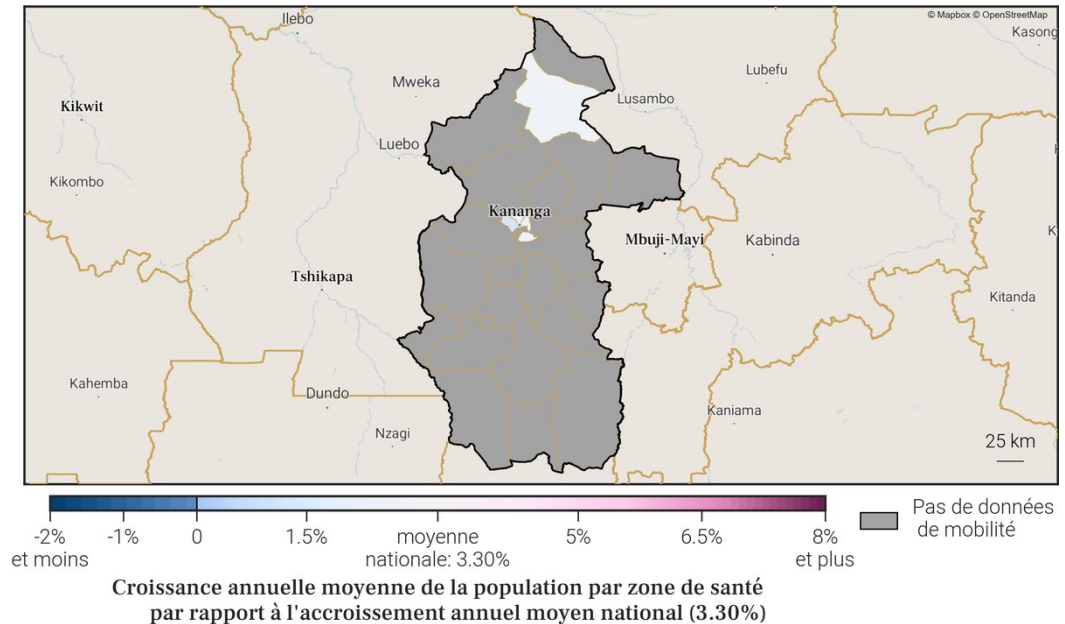 © Mapbox © OpenStreetMap
Ilebo
Kasong
Lubefu
Mweka
Lusambo
Kikwit
Luebo
Kikombo
Kananga
Mbuji-Mayi
Kabinda
Tshikapa
Kitanda
Kahemba
Dundo
Kaniama
Nzagi
25 km
-2% -1% 0 1.5% moyenne 5% 6.5% 8%
et moins nationale: 3.30% et plus
Pas de données
de mobilité
Croissance annuelle moyenne de la population par zone de santé
par rapport à l'accroissement annuel moyen national (3.30%)